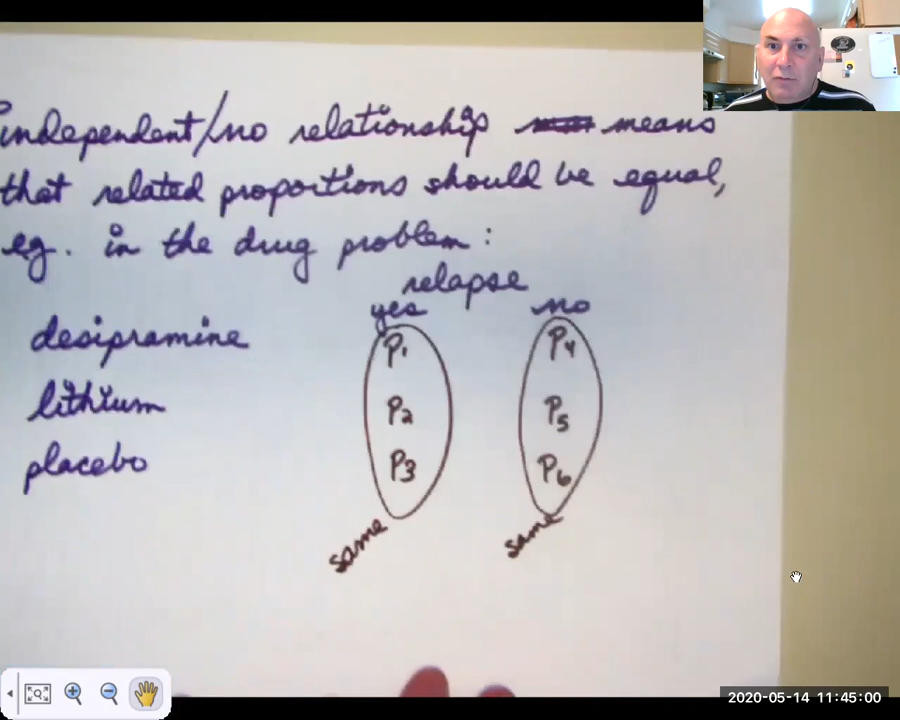 independent/no relationship means
that related proportions should be equal,
eg. in the drug problem:
relapse
yes no
desipramine P1 P4
lithium P2 P5
placebo P3 P6
same same
2020-05-14 11:45:00